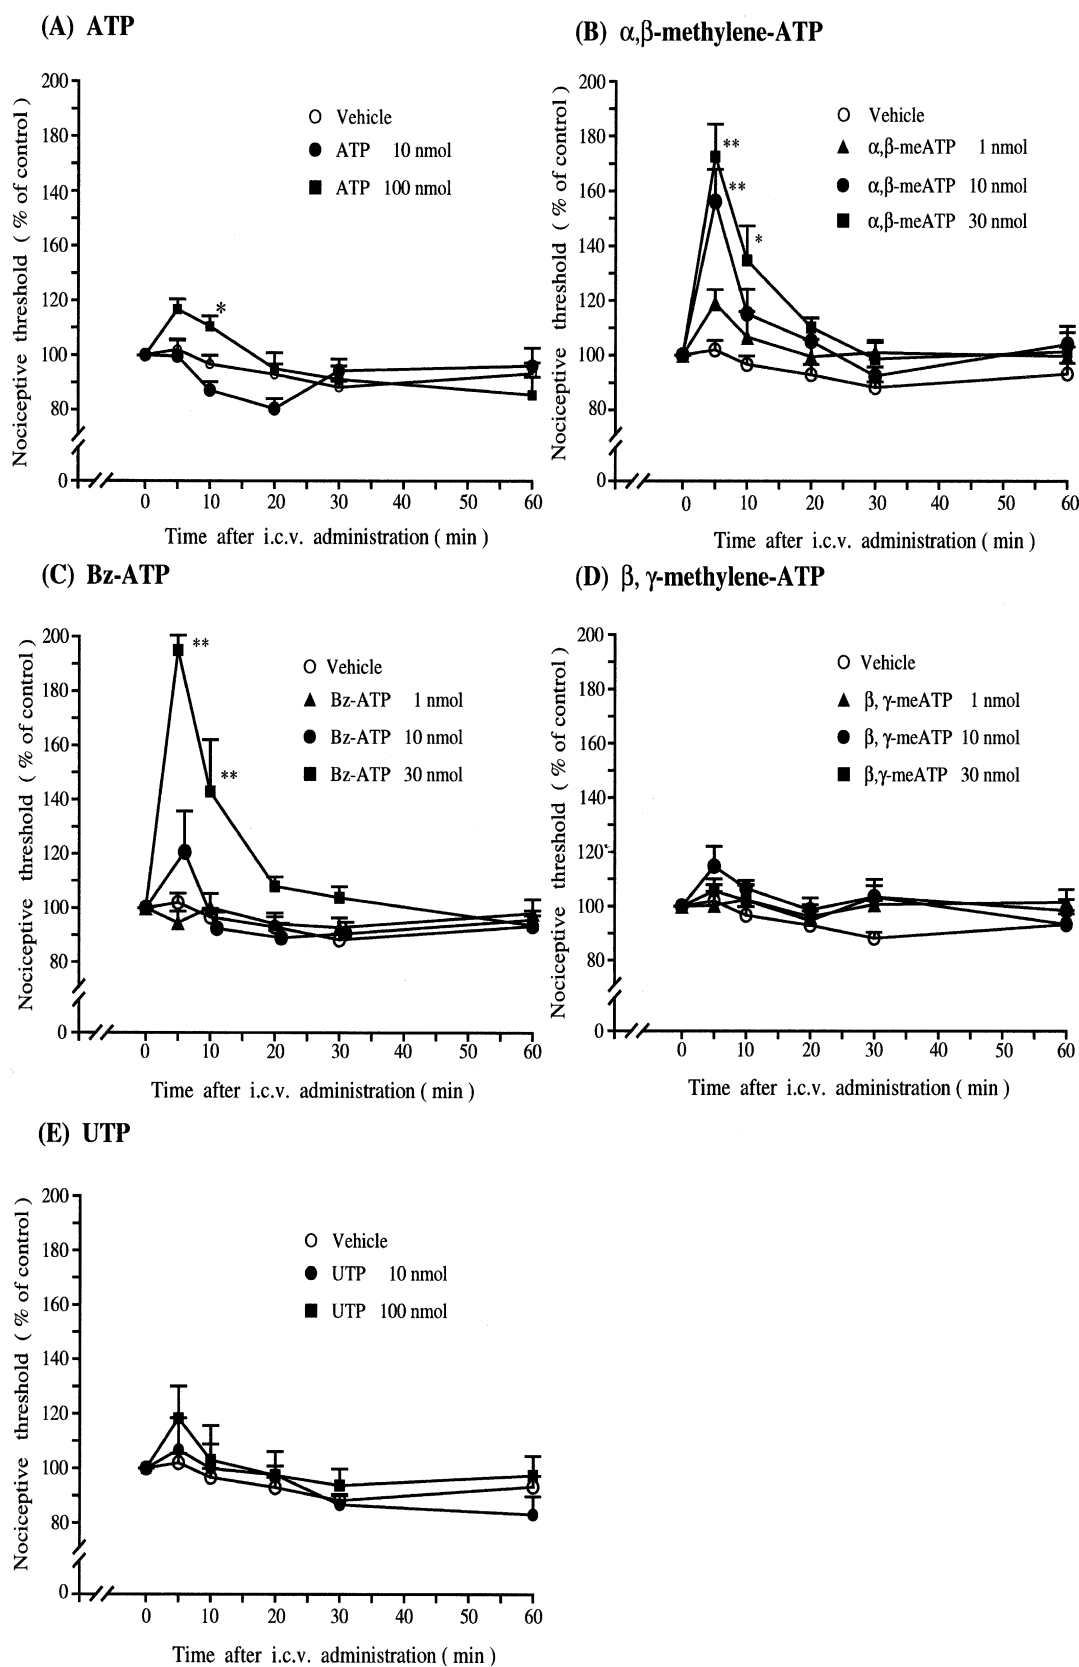 (A) ATP
Nociceptive threshold ( % of control)
200
180
140
160
120
100
80
0
Vehicle
ATP 10 nmol
ATP 100 nmol
*
0 10 20 30 40 50 60
Time after i.c.v. administration ( min )
(B) α,β-methylene-ATP
Nociceptive threshold ( % of control)
200
180
160
140
120
100
80
0
Vehicle
α,β-meATP 1 nmol
α,β-meATP 10 nmol
α,β-meATP 30 nmol
**
**
*
0 10 20 30 40 50 60
Time after i.c.v. administration ( min )
(C) Bz-ATP
Nociceptive threshold ( % of control)
200
180
160
140
120
100
80
0
Vehicle
Bz-ATP 1 nmol
Bz-ATP 10 nmol
Bz-ATP 30 nmol
**
**
0 10 20 30 40 50 60
Time after i.c.v. administration ( min )
(D) β, γ-methylene-ATP
Nociceptive threshold ( % of control)
200
180
160
140
120
100
80
0
Vehicle
β, γ-meATP 1 nmol
β, γ-meATP 10 nmol
β,γ-meATP 30 nmol
0 10 20 30 40 50 60
Time after i.c.v. administration ( min )
(E) UTP
Nociceptive threshold ( % of control)
200
180
160
140
120
100
80
0
Vehicle
UTP 10 nmol
UTP 100 nmol
0 10 20 30 40 50 60
Time after i.c.v. administration ( min )